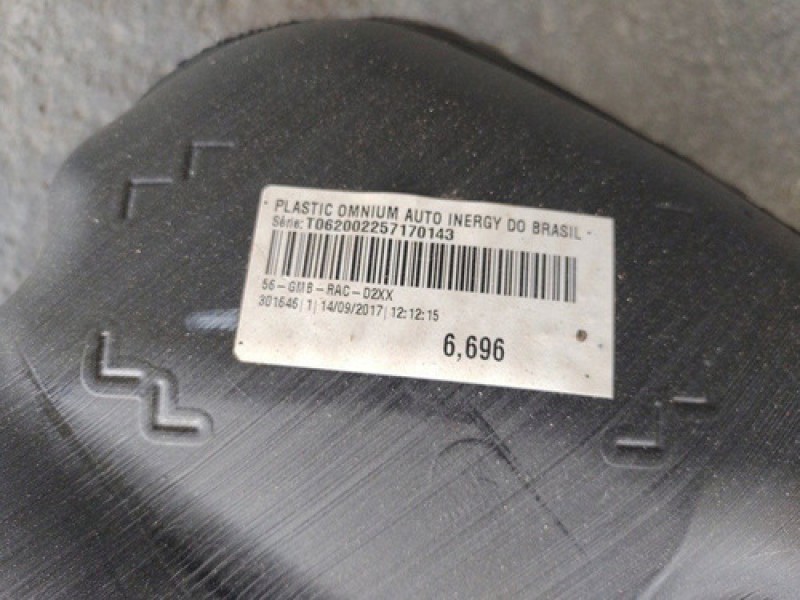 PLASTIC OMNIUM AUTO INERGY DO BRASIL -
Série: T062002257170143
56-GMB-RAC-D2XX
301646|1|14/09/2017|12:12:15
6,696